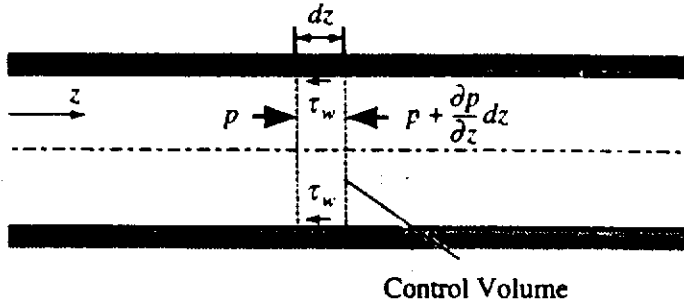 dz
z
p
τ_w
p + ∂p/∂z dz
τ_w
Control Volume